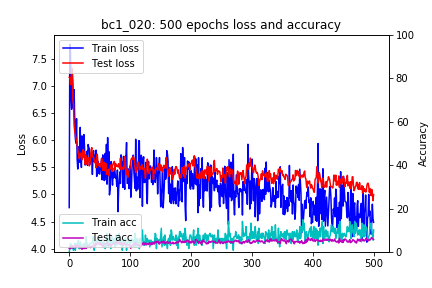 bc1_020: 500 epochs loss and accuracy
Train loss
Test loss
Train acc
Test acc
Loss
Accuracy
7.5
7.0
6.5
6.0
5.5
5.0
4.5
4.0
100
80
60
40
20
0
0
100
200
300
400
500